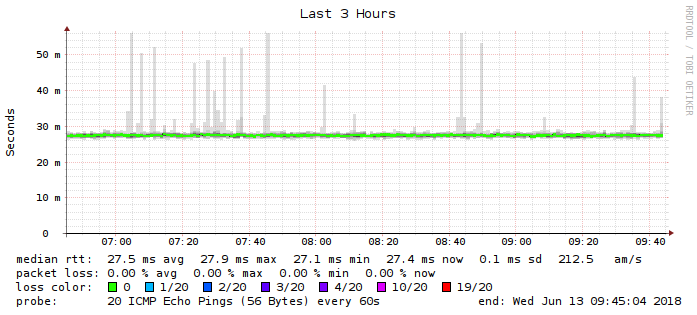 Last 3 Hours
RRDTOOL / TOBI OETIKER
Seconds
50 m
40 m
30 m
20 m
10 m
0
07:00 07:20 07:40 08:00 08:20 08:40 09:00 09:20 09:40
median rtt: 27.5 ms avg 27.9 ms max 27.1 ms min 27.4 ms now 0.1 ms sd 212.5 am/s
packet loss: 0.00 % avg 0.00 % max 0.00 % min 0.00 % now
loss color: 0 1/20 2/20 3/20 4/20 10/20 19/20
probe: 20 ICMP Echo Pings (56 Bytes) every 60s end: Wed Jun 13 09:45:04 2018